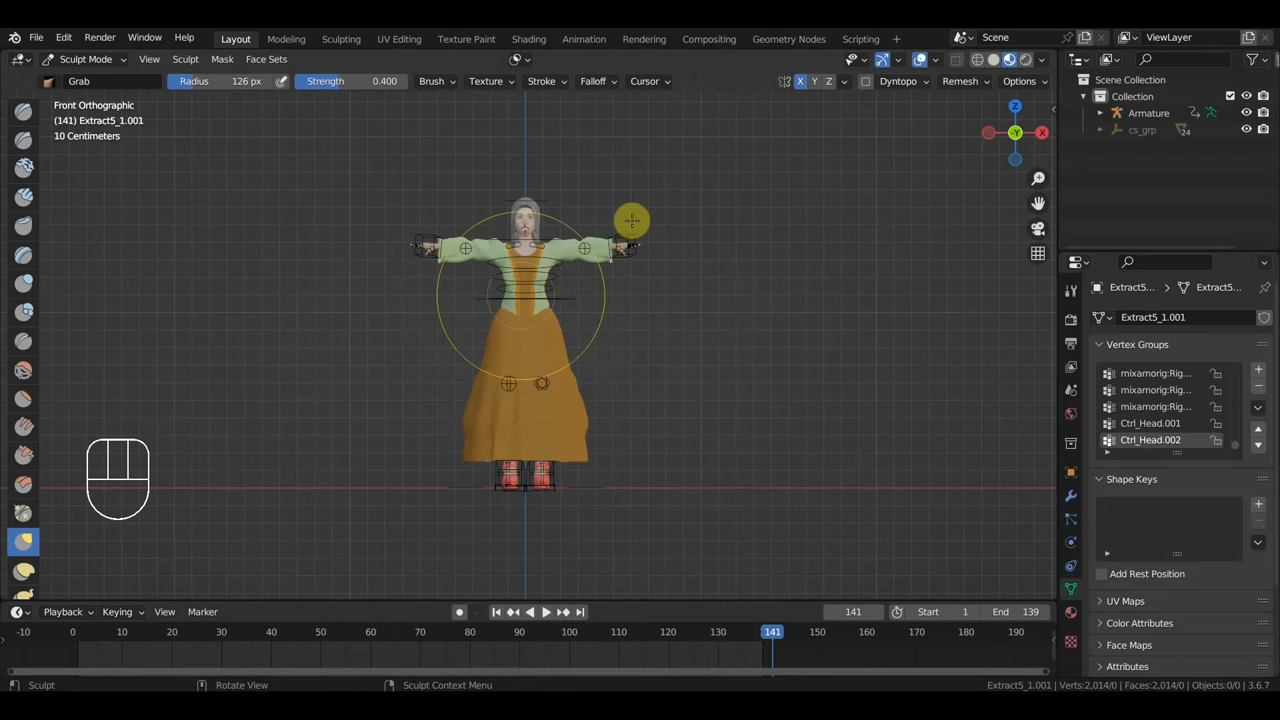 File Edit Render Window Help Layout Modeling Sculpting UV Editing Texture Paint Shading Animation Rendering Compositing Geometry Nodes Scripting Scene ViewLayer
Sculpt Mode View Sculpt Mask Face Sets
Grab Radius 126 px Strength 0.400 Brush Texture Stroke Falloff Cursor X Y Z Dyntopo Remesh Options
Scene Collection
Collection
Armature
cs_grp 24
Front Orthographic
(141) Extract5_1.001
10 Centimeters
Z
X
-Y
Extract5... Extract5...
Extract5_1.001
Vertex Groups
mixamorig:Rig...
mixamorig:Rig...
mixamorig:Rig...
Ctrl_Head.001
Ctrl_Head.002
Shape Keys
Add Rest Position
UV Maps
Color Attributes
Face Maps
Attributes
Playback Keying View Marker 141 Start 1 End 139
-10 0 10 20 30 40 50 60 70 80 90 100 110 120 130 141 150 160 170 180 190
Sculpt Rotate View Sculpt Context Menu Extract5_1.001 Verts:2,014/0 Faces:2,014/0 Objects:0/0 3.6.7